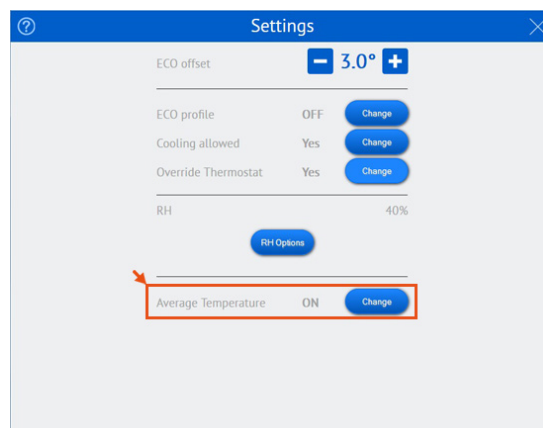 ? Settings
ECO offset 3.0°
ECO profile OFF Change
Cooling allowed Yes Change
Override Thermostat Yes Change
RH 40%
RH Options
Average Temperature ON Change